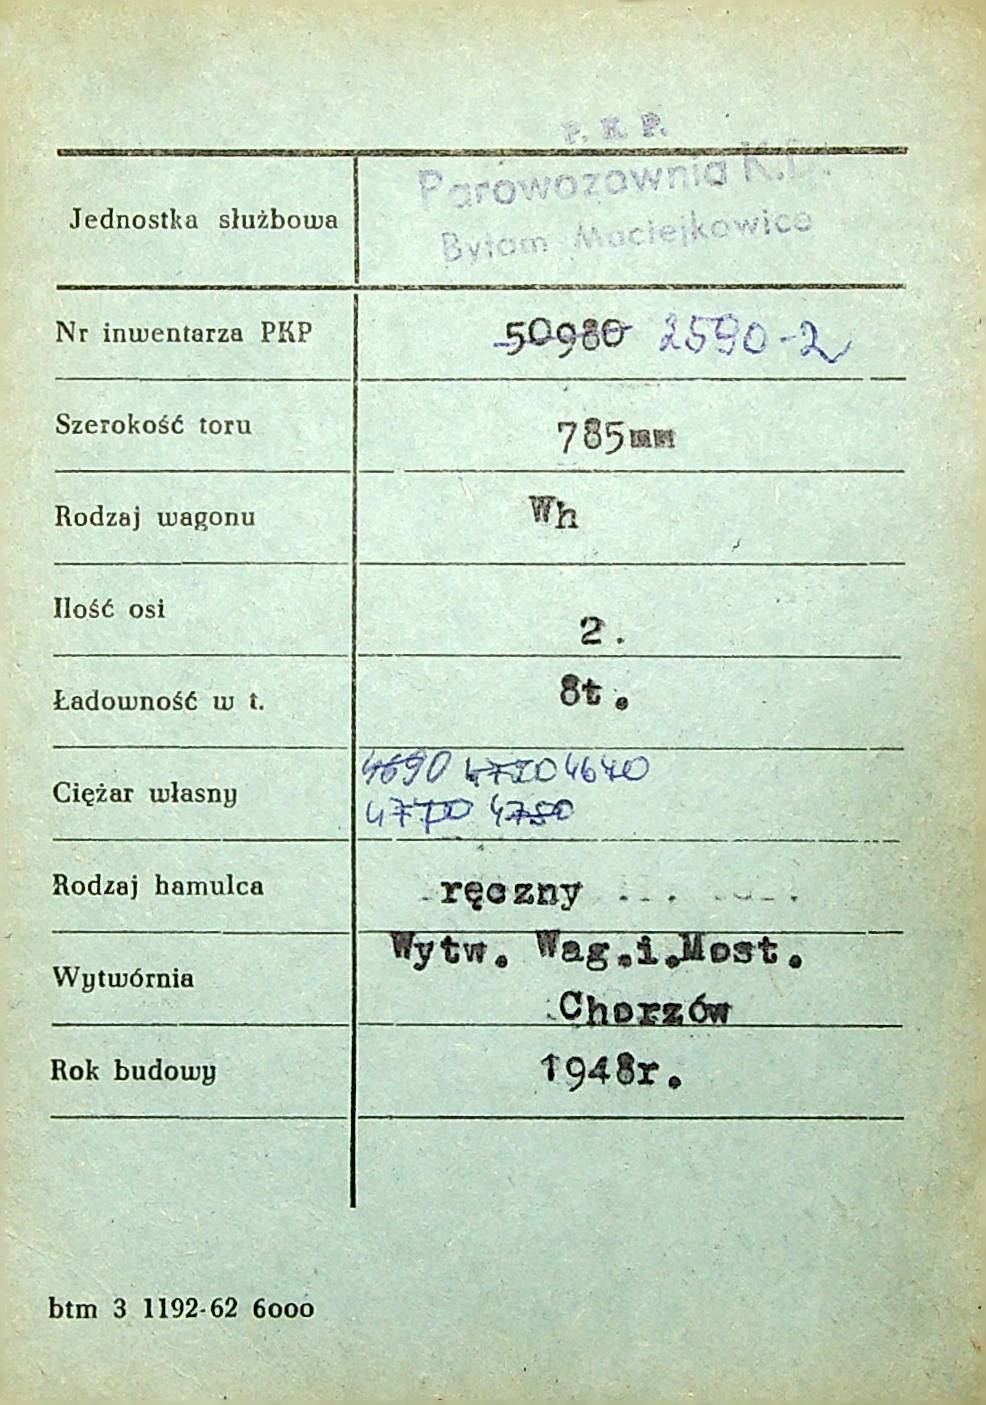 P. K. P.
Parowozownia K.D.
Jednostka służbowa
Bytom Maciejkowice
Nr inwentarza PKP 50980 2590-2
Szerokość toru 785mm
Rodzaj wagonu Wh
Ilość osi 2.
Ładowność w t. 8t.
4690 4720 4640
Ciężar własny
4770 4750
Rodzaj hamulca ręczny
Wytw. Wag.i.Most.
Wytwórnia
Chorzów
Rok budowy 1948r.
btm 3 1192-62 6000